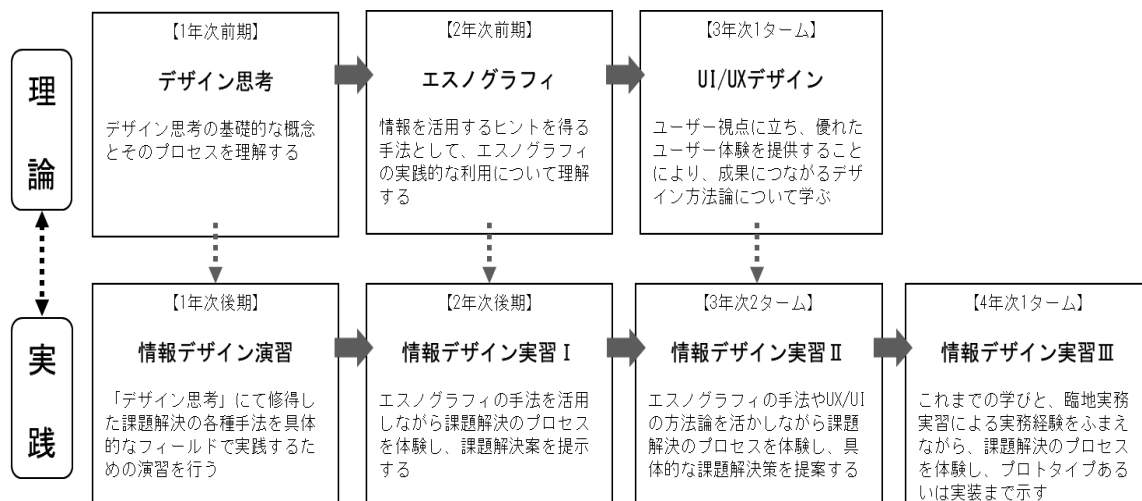 理論
【1年次前期】
デザイン思考
デザイン思考の基礎的な概念
とそのプロセスを理解する
【2年次前期】
エスノグラフィ
情報を活用するヒントを得る
手法として、エスノグラフィ
の実践的な利用について理解
する
【3年次1ターム】
UI/UXデザイン
ユーザー視点に立ち、優れた
ユーザー体験を提供すること
により、成果につながるデザ
イン方法論について学ぶ
実践
【1年次後期】
情報デザイン演習
「デザイン思考」にて修得し
た課題解決の各種手法を具体
的なフィールドで実践するた
めの演習を行う
【2年次後期】
情報デザイン実習Ⅰ
エスノグラフィの手法を活用
しながら課題解決のプロセス
を体験し、課題解決案を提示
する
【3年次2ターム】
情報デザイン実習Ⅱ
エスノグラフィの手法やUX/UI
の方法論を活かしながら課題
解決のプロセスを体験し、具
体的な課題解決策を提案する
【4年次1ターム】
情報デザイン実習Ⅲ
これまでの学びと、臨地実務
実習による実務経験をふまえ
ながら、課題解決のプロセス
を体験し、プロトタイプある
いは実装まで示す